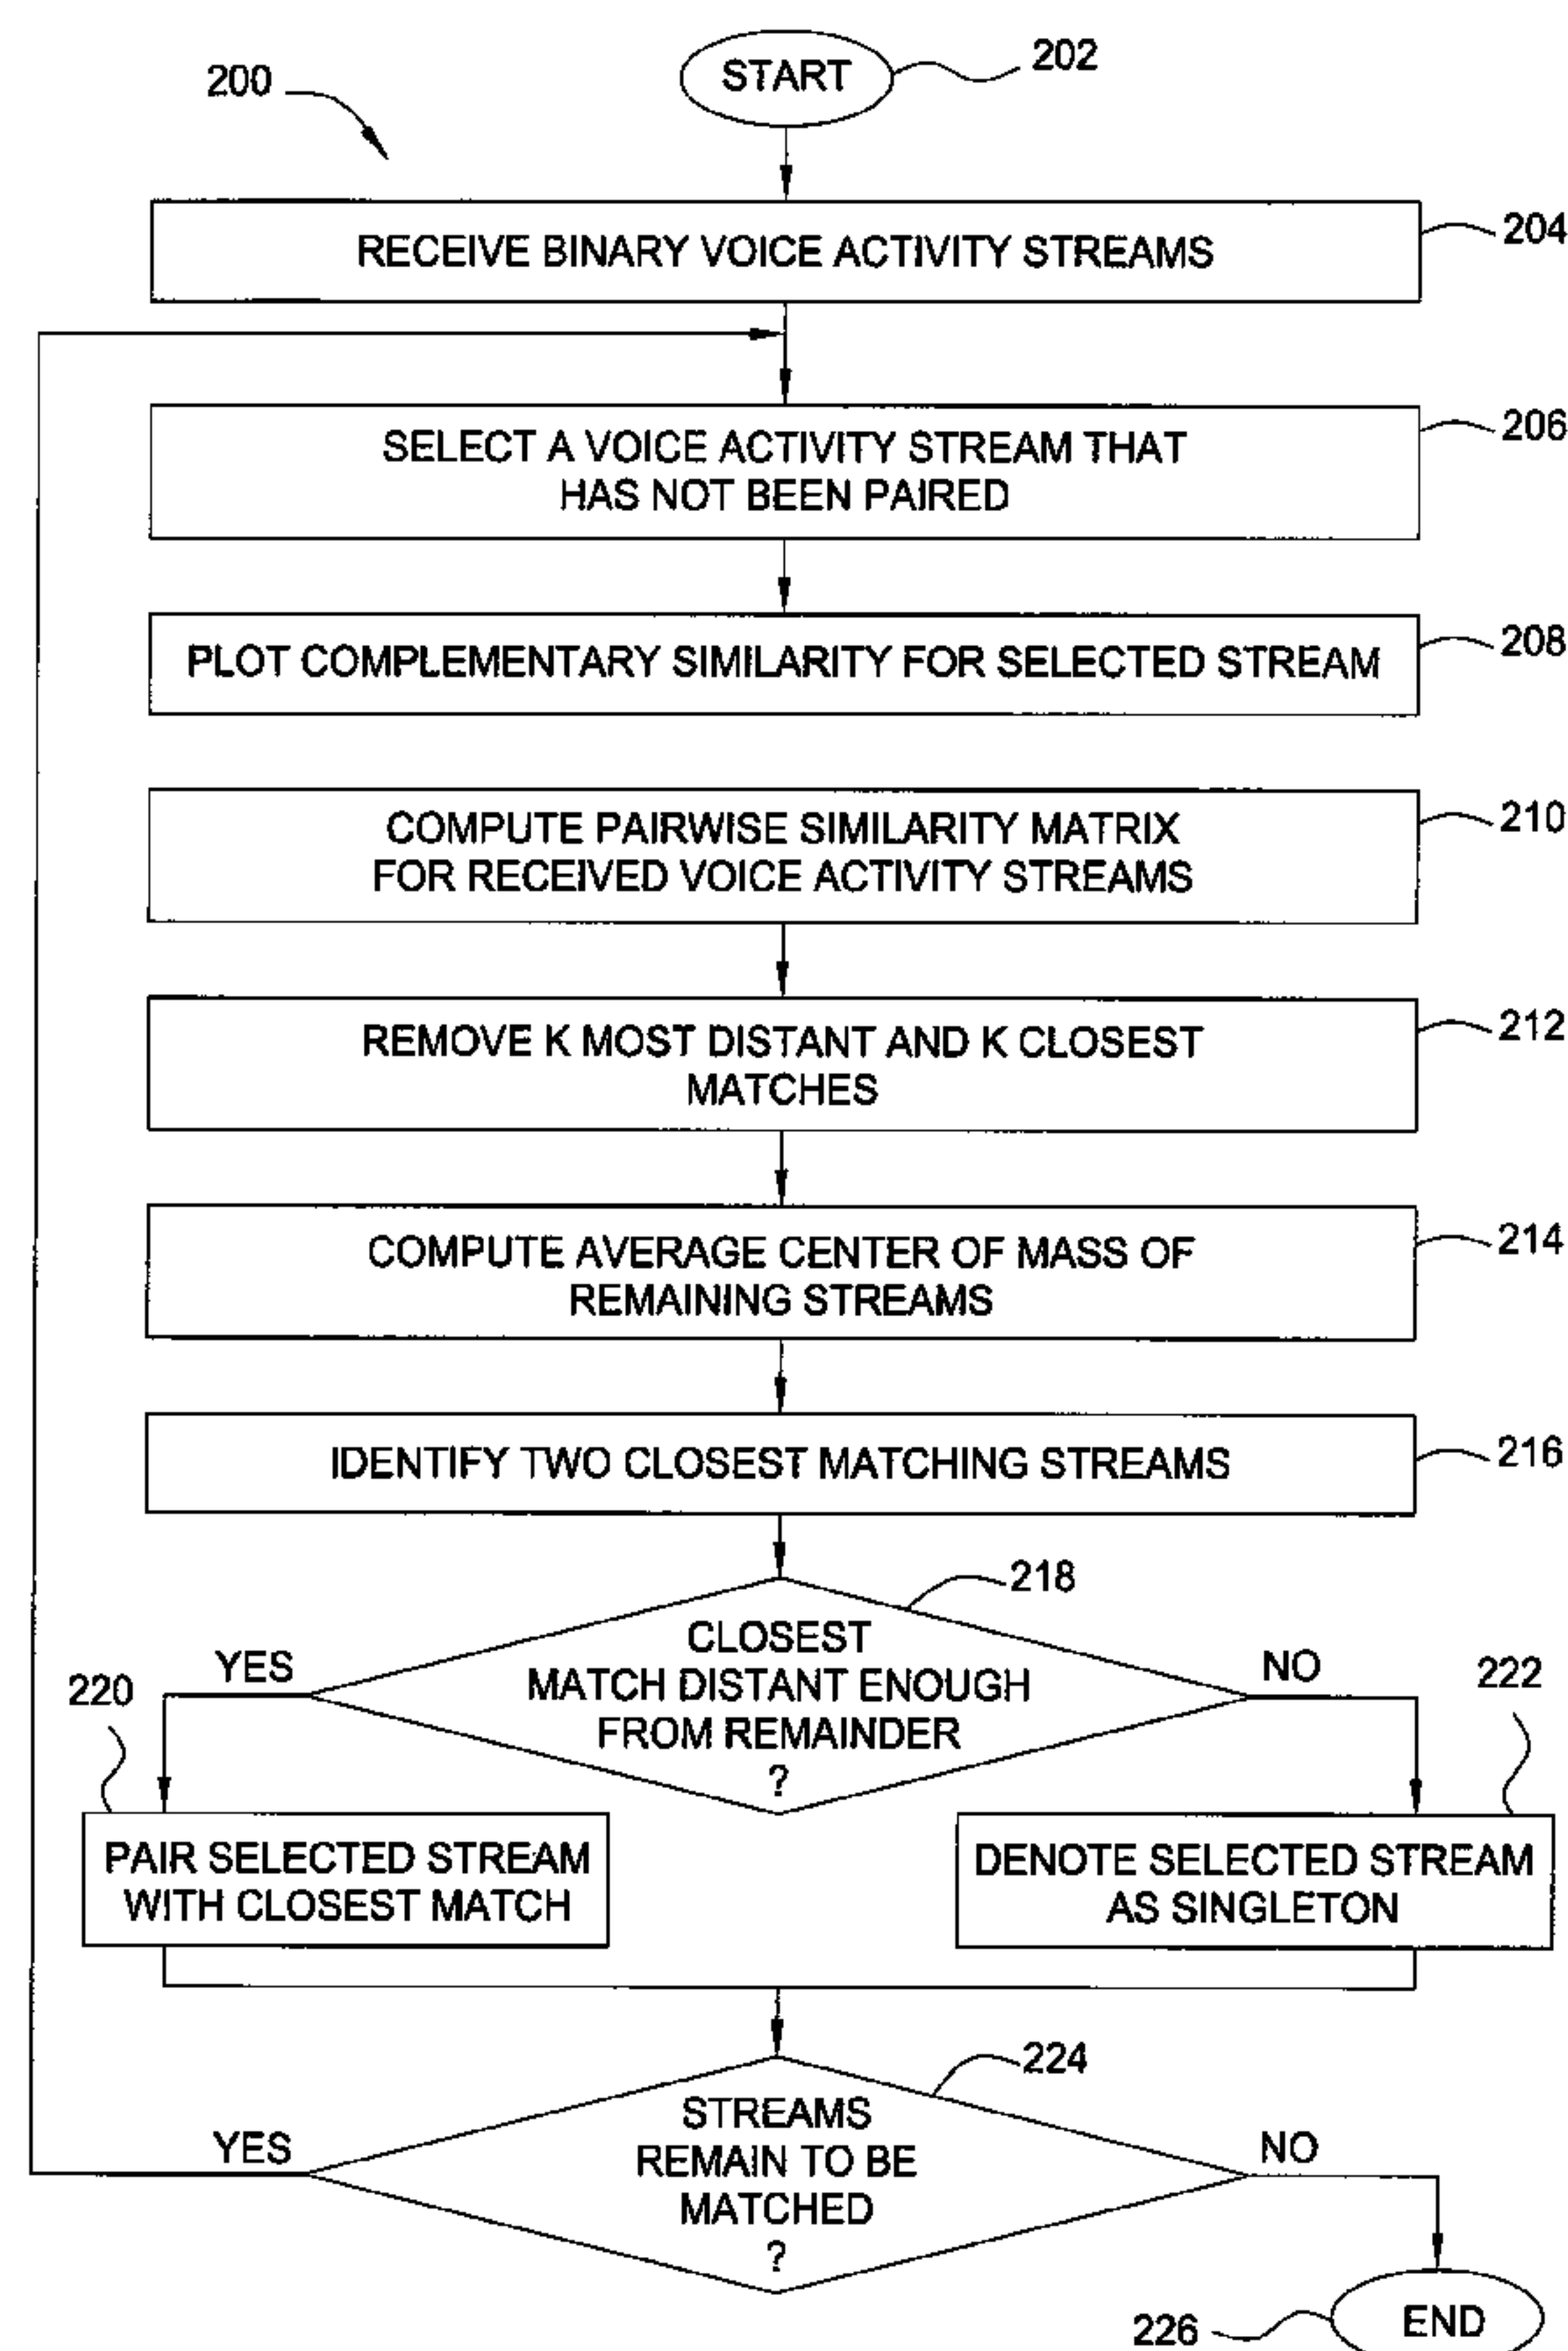 200
START
202
RECEIVE BINARY VOICE ACTIVITY STREAMS
204
SELECT A VOICE ACTIVITY STREAM THAT
HAS NOT BEEN PAIRED
206
PLOT COMPLEMENTARY SIMILARITY FOR SELECTED STREAM
208
COMPUTE PAIRWISE SIMILARITY MATRIX
FOR RECEIVED VOICE ACTIVITY STREAMS
210
REMOVE K MOST DISTANT AND K CLOSEST
MATCHES
212
COMPUTE AVERAGE CENTER OF MASS OF
REMAINING STREAMS
214
IDENTIFY TWO CLOSEST MATCHING STREAMS
216
218
CLOSEST
MATCH DISTANT ENOUGH
FROM REMAINDER
?
YES
NO
220
222
PAIR SELECTED STREAM
WITH CLOSEST MATCH
DENOTE SELECTED STREAM
AS SINGLETON
224
STREAMS
REMAIN TO BE
MATCHED
?
YES
NO
226
END